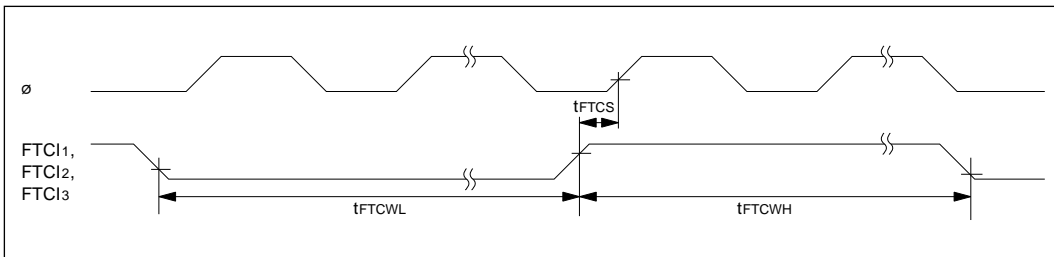 ø
tFTCS
FTCI1,
FTCI2,
FTCI3
tFTCWL
tFTCWH